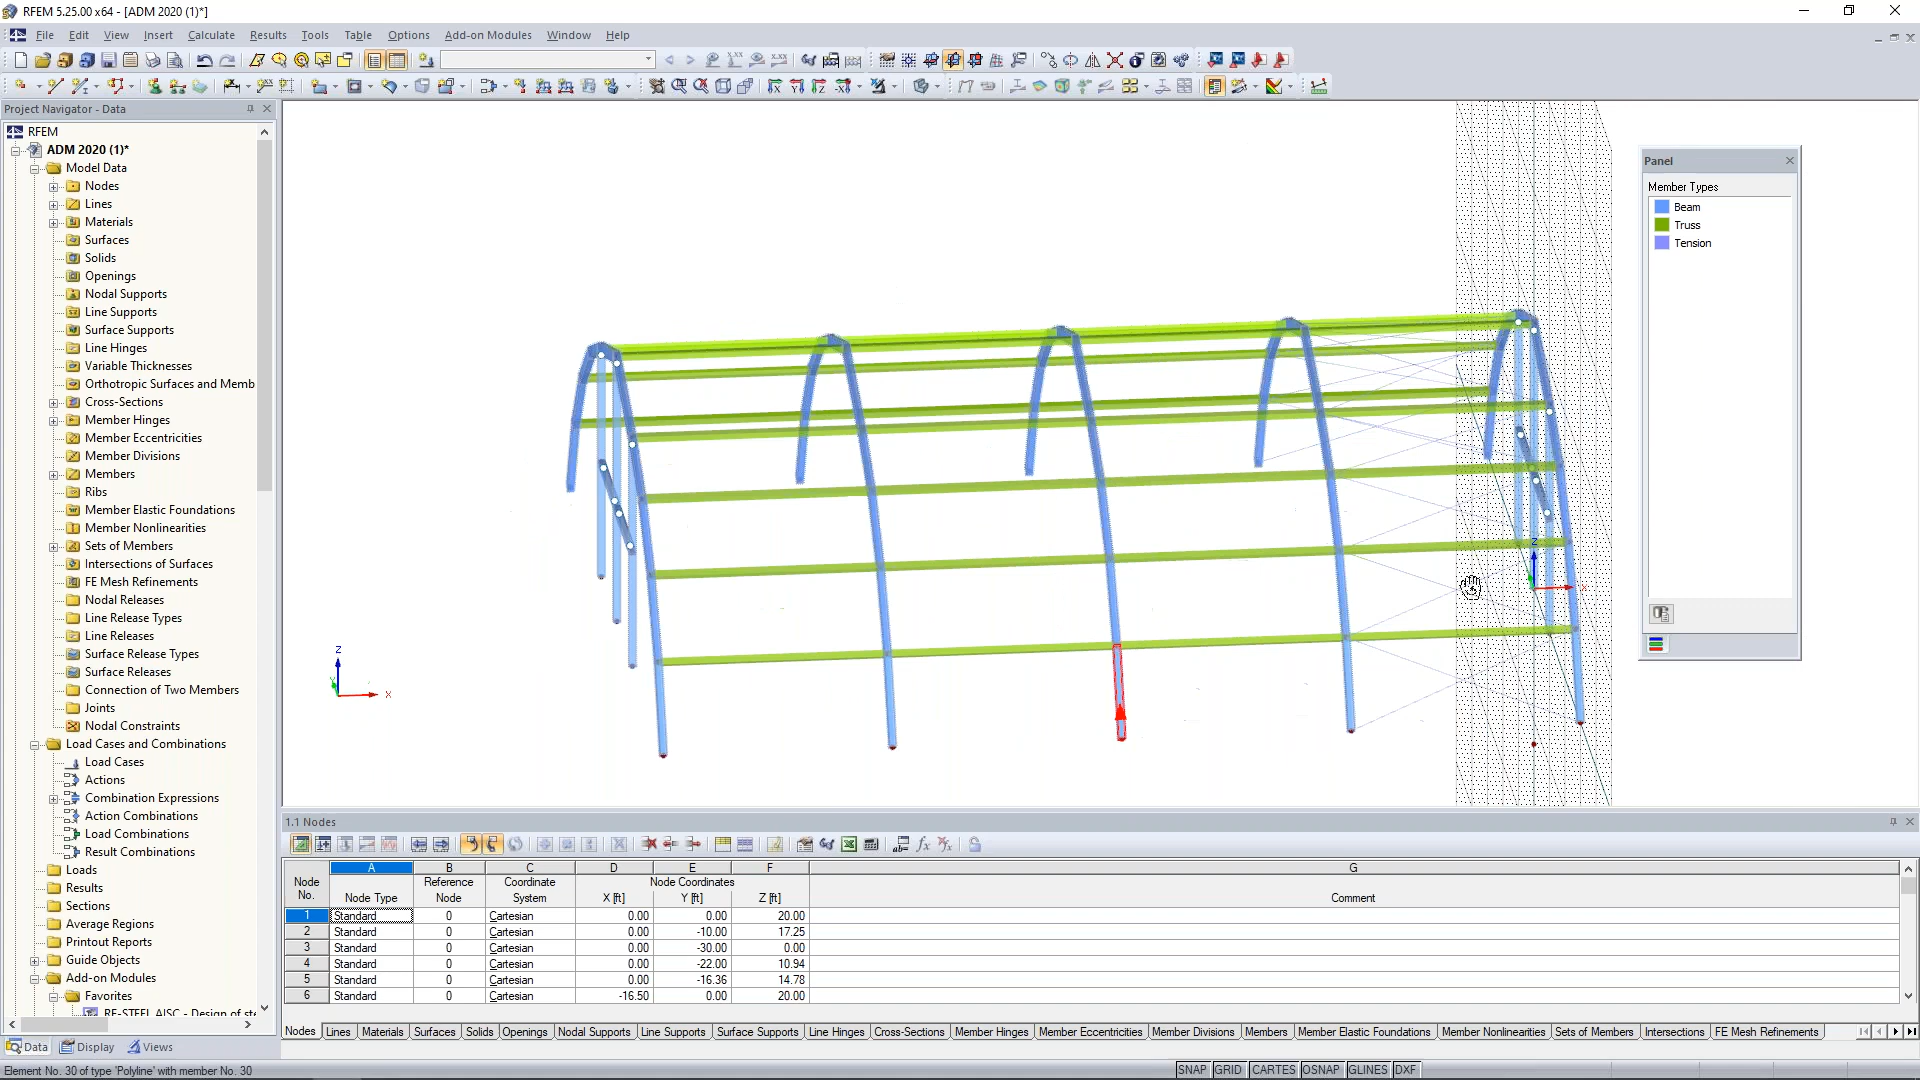 RFEM 5.25.00 x64 - [ADM 2020 (1)*]
File Edit View Insert Calculate Results Tools Table Options Add-on Modules Window Help
Project Navigator - Data
RFEM
ADM 2020 (1)*
Model Data
Nodes
Lines
Materials
Surfaces
Solids
Openings
Nodal Supports
Line Supports
Surface Supports
Line Hinges
Variable Thicknesses
Orthotropic Surfaces and Memb
Cross-Sections
Member Hinges
Member Eccentricities
Member Divisions
Members
Ribs
Member Elastic Foundations
Member Nonlinearities
Sets of Members
Intersections of Surfaces
FE Mesh Refinements
Nodal Releases
Line Release Types
Line Releases
Surface Release Types
Surface Releases
Connection of Two Members
Joints
Nodal Constraints
Load Cases and Combinations
Load Cases
Actions
Combination Expressions
Action Combinations
Load Combinations
Result Combinations
Loads
Results
Sections
Average Regions
Printout Reports
Guide Objects
Add-on Modules
Favorites
RF-STEEL AISC - Design of ste
Data Display Views
Z
X
Z
Panel
Member Types
Beam
Truss
Tension
1.1 Nodes
A B C D E F G
Node Reference Coordinate Node Coordinates
No. Node Type Node System X [ft] Y [ft] Z [ft] Comment
1 Standard 0 Cartesian 0.00 0.00 20.00
2 Standard 0 Cartesian 0.00 -10.00 17.25
3 Standard 0 Cartesian 0.00 -30.00 0.00
4 Standard 0 Cartesian 0.00 -22.00 10.94
5 Standard 0 Cartesian 0.00 -16.36 14.78
6 Standard 0 Cartesian -16.50 0.00 20.00
Nodes Lines Materials Surfaces Solids Openings Nodal Supports Line Supports Surface Supports Line Hinges Cross-Sections Member Hinges Member Eccentricities Member Divisions Members Member Elastic Foundations Member Nonlinearities Sets of Members Intersections FE Mesh Refinements
Element No. 30 of type 'Polyline' with member No. 30
SNAP GRID CARTES OSNAP GLINES DXF